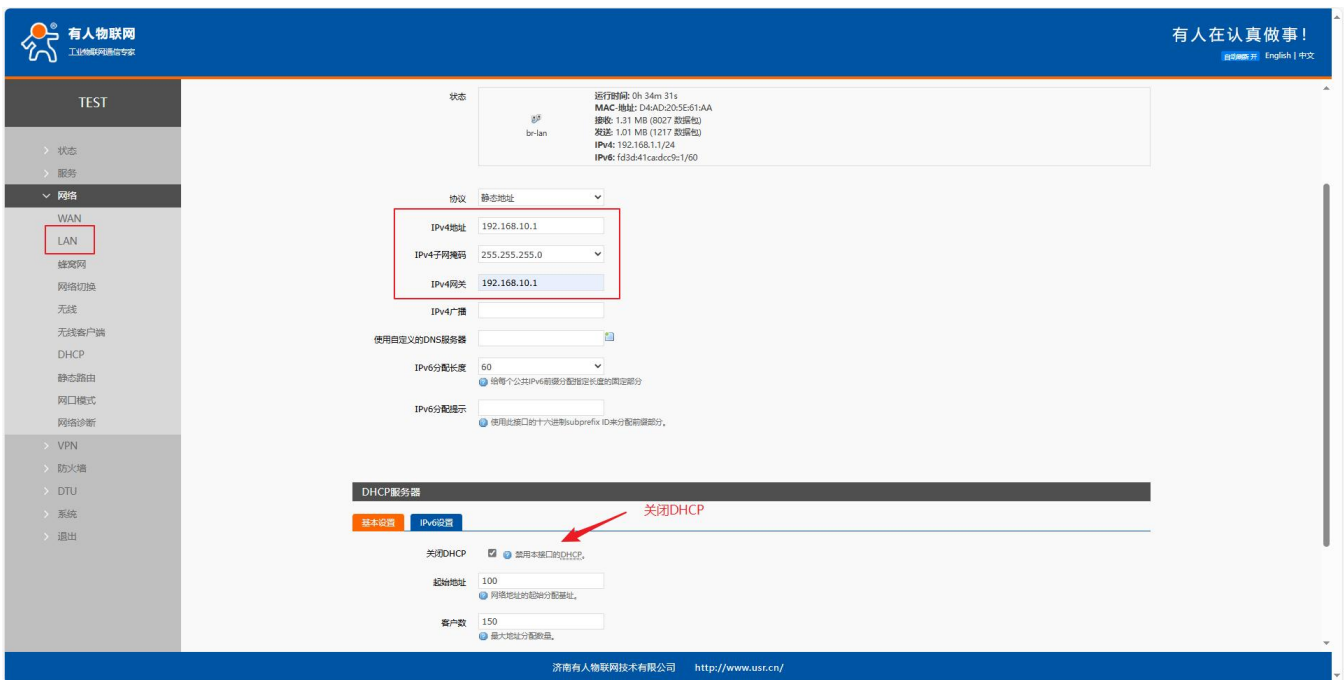 有人物联网
工业物联网通信专家
有人在认真做事！
自动刷新 开 English | 中文
TEST
状态
服务
网络
WAN
LAN
蜂窝网
网络切换
无线
无线客户端
DHCP
静态路由
网口模式
网络诊断
VPN
防火墙
DTU
系统
退出
状态
br-lan
运行时间: 0h 34m 31s
MAC-地址: D4:AD:20:5E:61:AA
接收: 1.31 MB (8027 数据包)
发送: 1.01 MB (1217 数据包)
IPv4: 192.168.1.1/24
IPv6: fd3d:41ca:dcc9::1/60
协议 静态地址
IPv4地址 192.168.10.1
IPv4子网掩码 255.255.255.0
IPv4网关 192.168.10.1
IPv4广播
使用自定义的DNS服务器
IPv6分配长度 60
给每个公共IPv6前缀分配指定长度的固定部分
IPv6分配提示
使用此接口的十六进制subprefix ID来分配前缀部分。
DHCP服务器
基本设置 IPv6设置
关闭DHCP
关闭DHCP 禁用本接口的DHCP。
起始地址 100
网络地址的起始分配基址。
客户数 150
最大地址分配数量。
济南有人物联网技术有限公司 http://www.usr.cn/